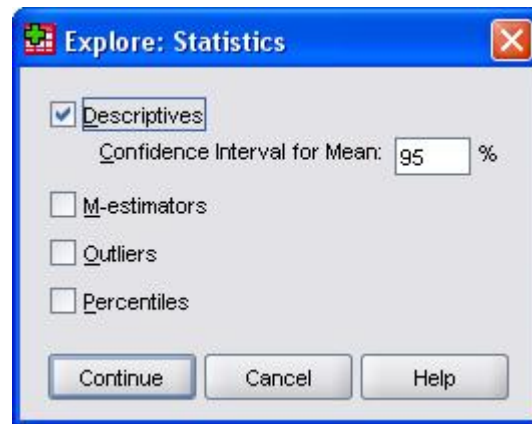 Explore: Statistics
Descriptives
Confidence Interval for Mean: 95 %
M-estimators
Outliers
Percentiles
Continue Cancel Help